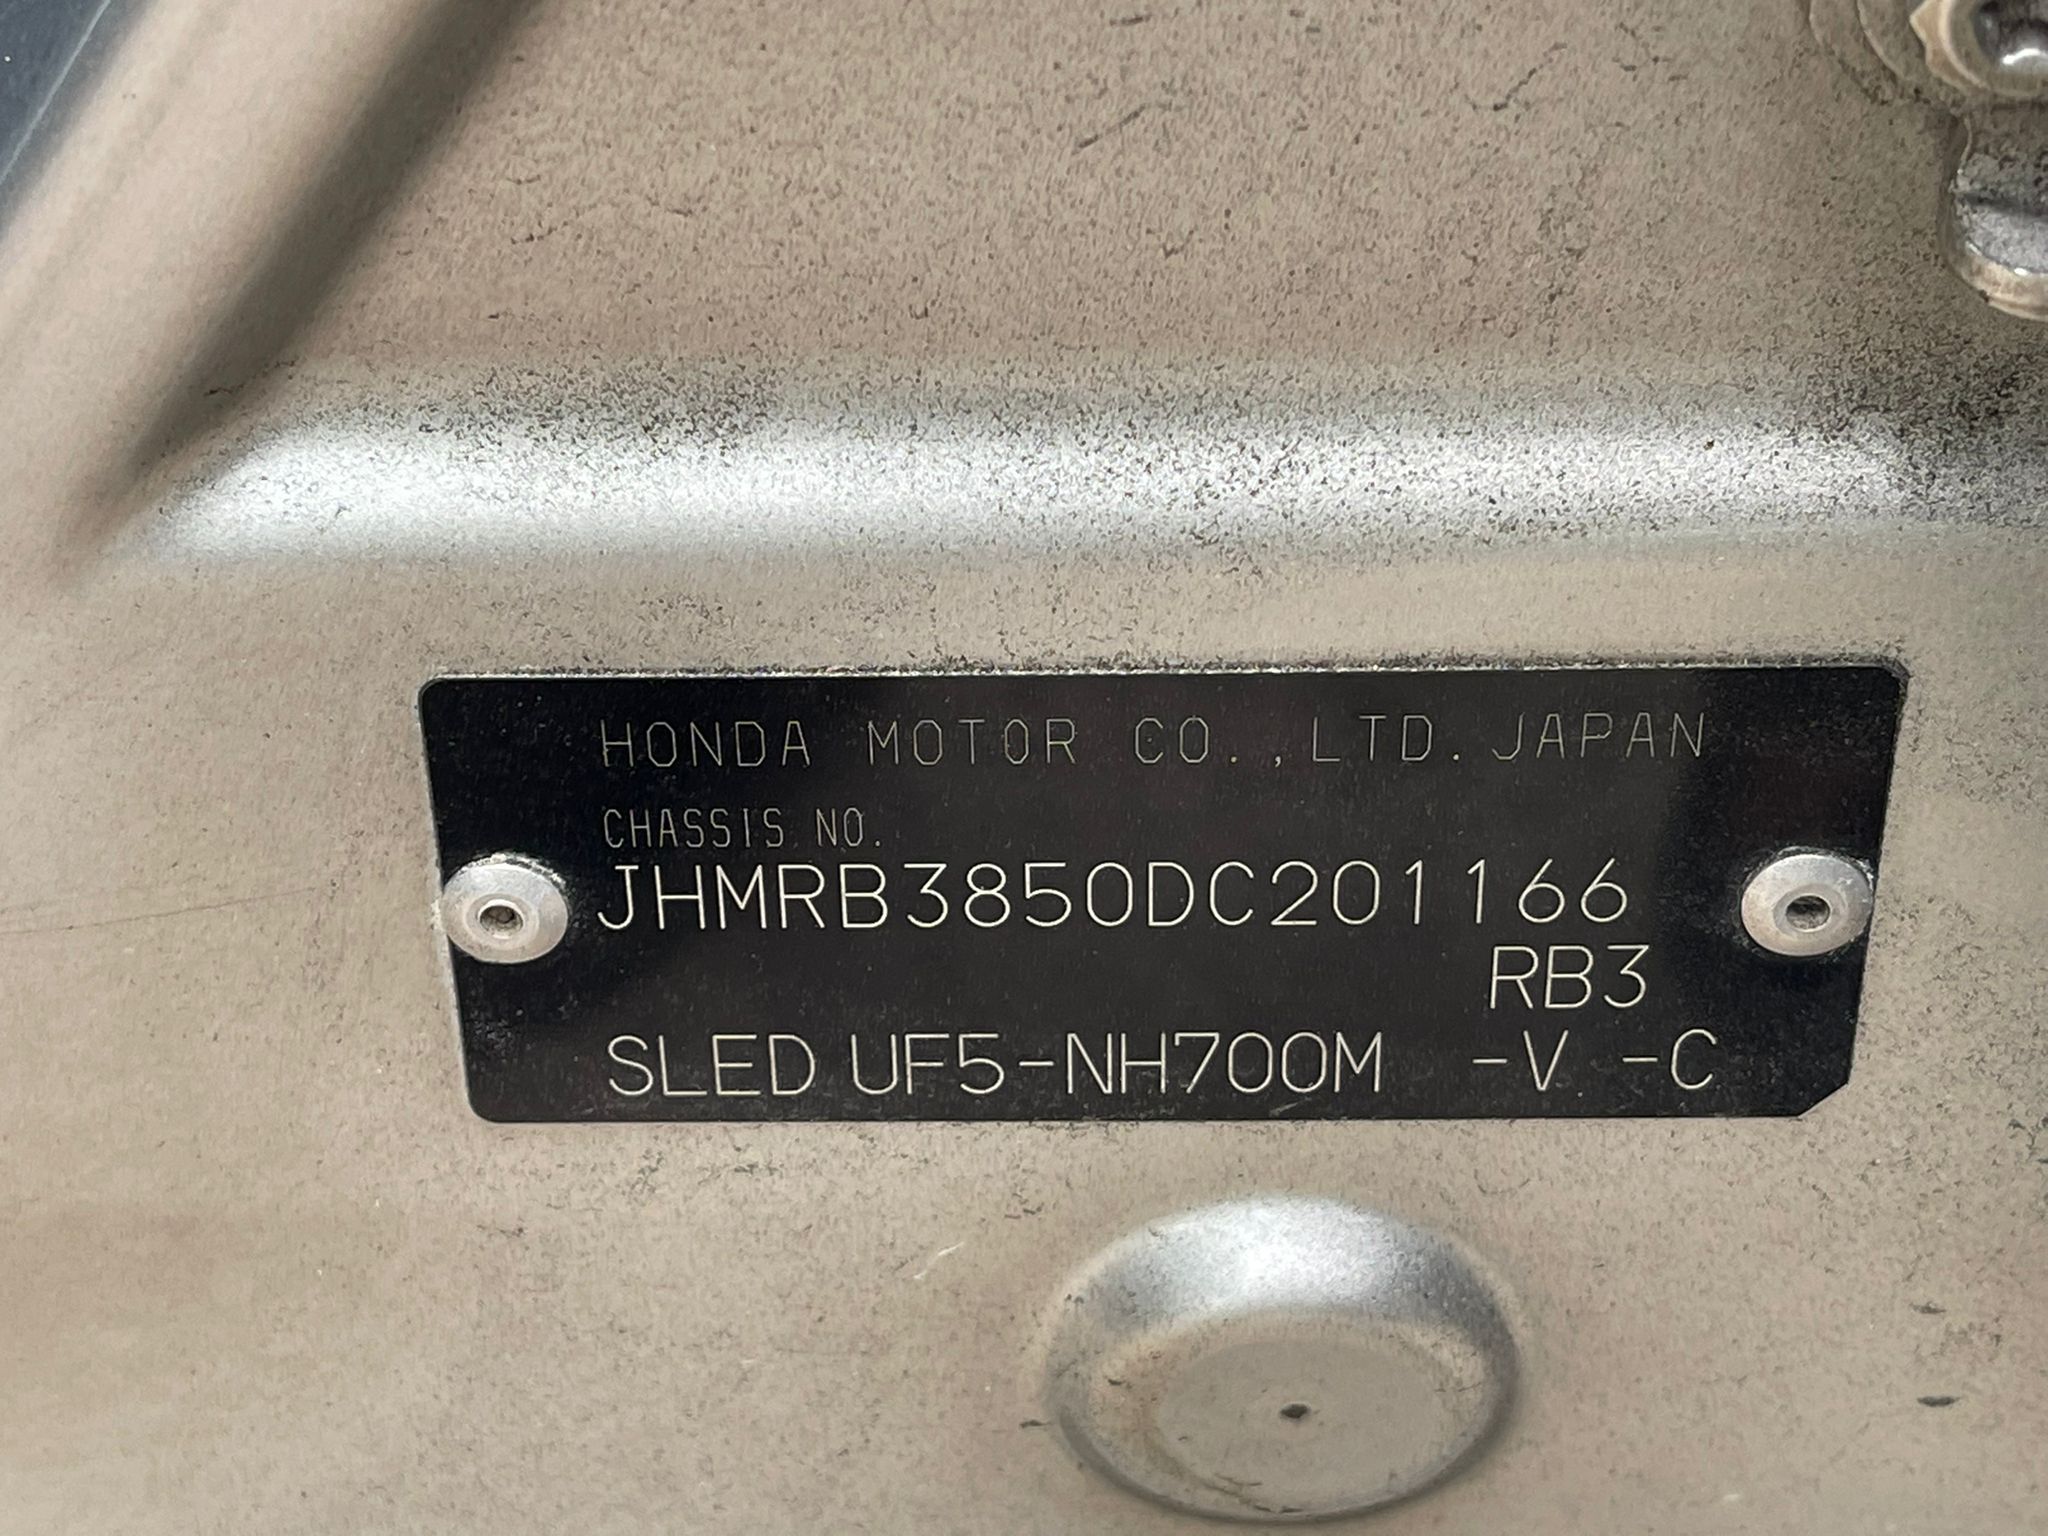 HONDA MOTOR CO.,LTD. JAPAN
CHASSIS NO.
JHMRB3850DC201166
RB3
SLED UF5-NH700M -V -C